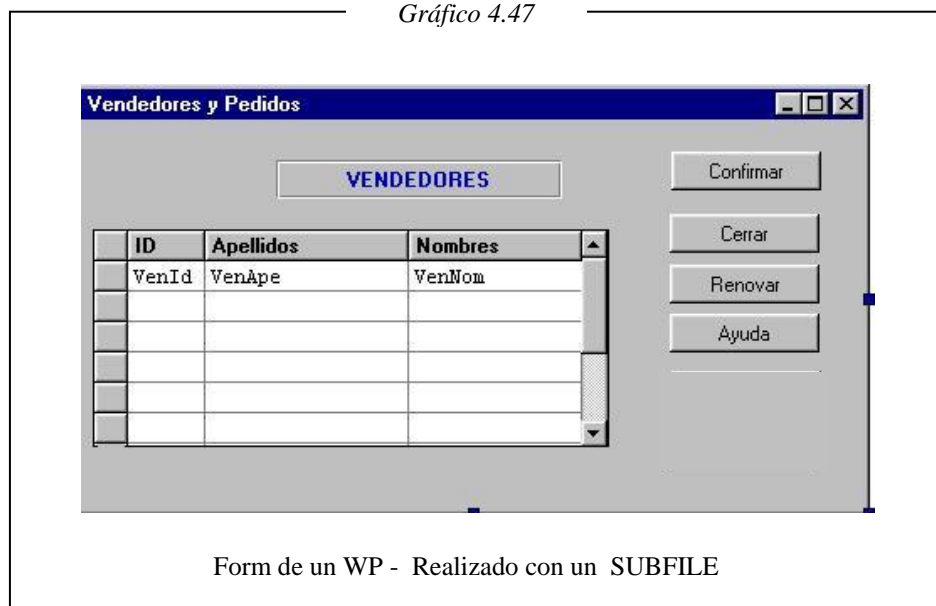 Gráfico 4.47
Vendedores y Pedidos
VENDEDORES
Confirmar
Cerrar
Renovar
Ayuda
ID Apellidos Nombres
VenId VenApe VenNom
Form de un WP - Realizado con un SUBFILE